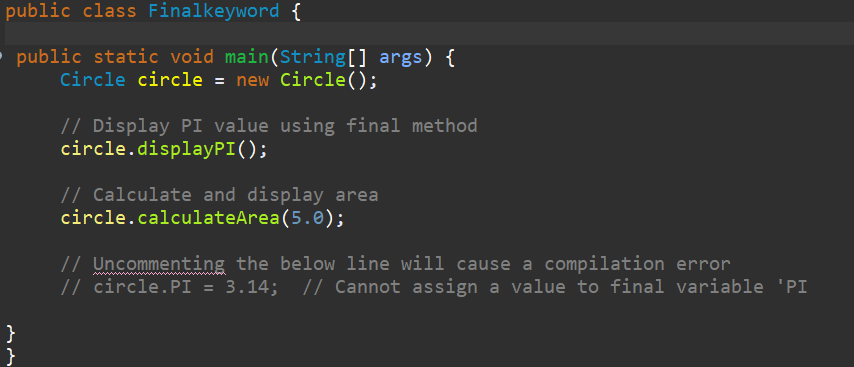 public class Finalkeyword {
public static void main(String[] args) {
Circle circle = new Circle();
// Display PI value using final method
circle.displayPI();
// Calculate and display area
circle.calculateArea(5.0);
// Uncommenting the below line will cause a compilation error
// circle.PI = 3.14;  // Cannot assign a value to final variable 'PI
}
}